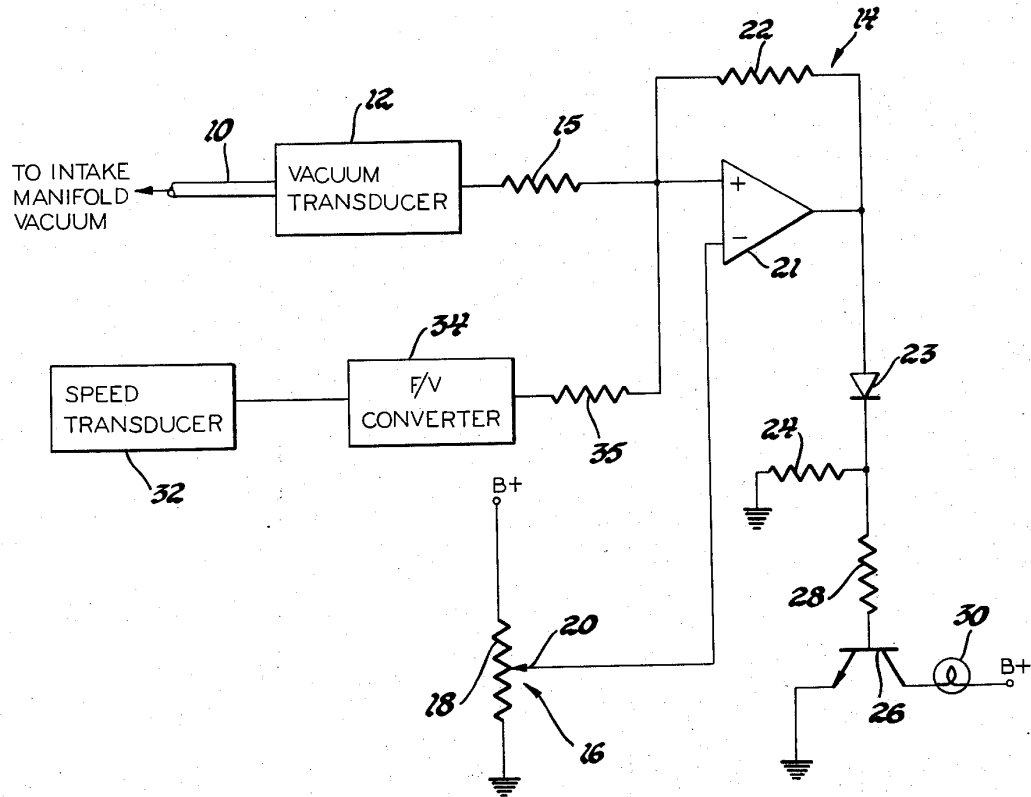 22
14
12
10
15
TO INTAKE
MANIFOLD
VACUUM
VACUUM
TRANSDUCER
+
−
21
34
23
SPEED
TRANSDUCER
F/V
CONVERTER
24
35
32
B+
28
20
30
18
B+
26
16